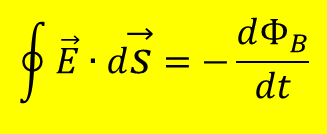 ∮ E⃗ · dS⃗ = − dΦ_B / dt